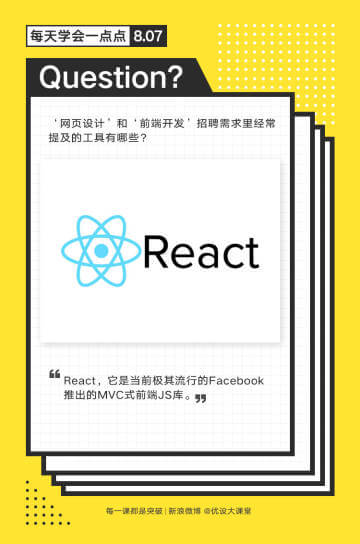 每天学会一点点 8.07
Question?
‘网页设计’和‘前端开发’招聘需求里经常
提及的工具有哪些？
React
“ React，它是当前极其流行的Facebook
推出的MVC式前端JS库。”
每一课都是突破 | 新浪微博 @优设大课堂